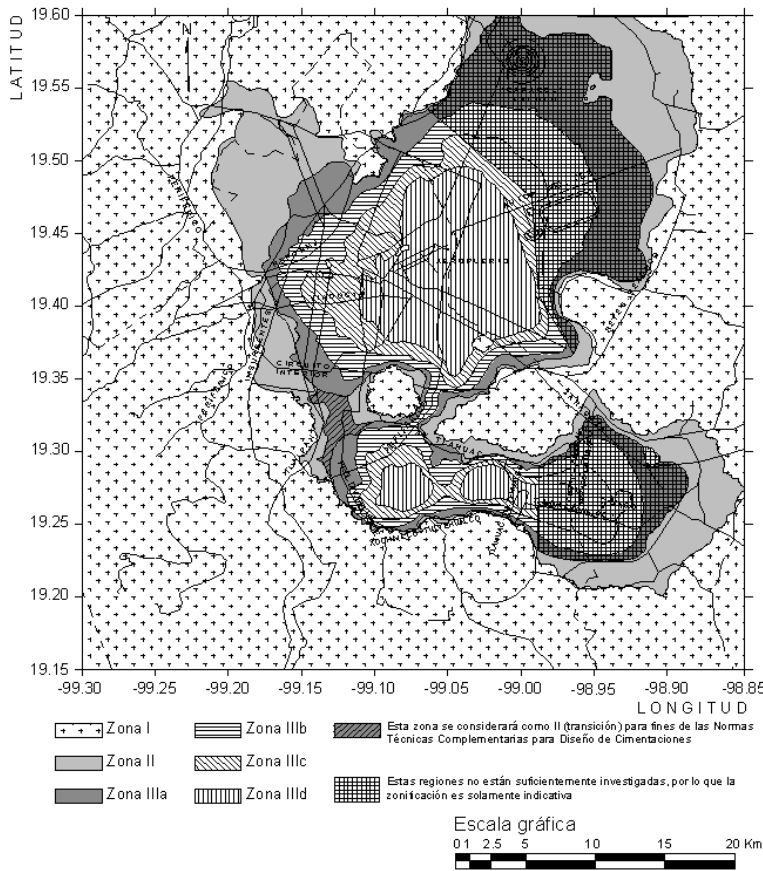 LATITUD
19.60
19.55
19.50
19.45
19.40
19.35
19.30
19.25
19.20
19.15
N
PERIFERICO
INSURGENTES
CIRCUITO
INTERIOR
AEROPUERTO
TLAHUAC
-99.30 -99.25 -99.20 -99.15 -99.10 -99.05 -99.00 -98.95 -98.90 -98.85
LONGITUD
Zona I
Zona II
Zona IIIa
Zona IIIb
Zona IIIc
Zona IIId
Esta zona se considerará como II (transición) para fines de las Normas
Técnicas Complementarias para Diseño de Cimentaciones
Estas regiones no están suficientemente investigadas, por lo que la
zonificación es solamente indicativa
Escala gráfica
0 1 2.5 5 10 15 20 Km